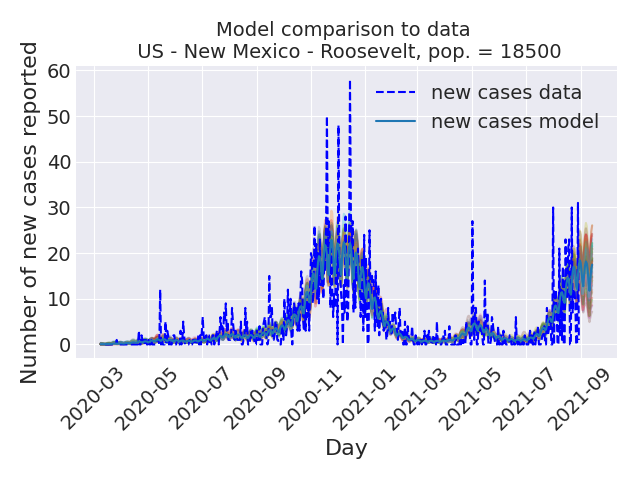 Model comparison to data
US - New Mexico - Roosevelt, pop. = 18500
Number of new cases reported
60
50
40
30
20
10
0
new cases data
new cases model
2020-03
2020-05
2020-07
2020-09
2020-11
2021-01
2021-03
2021-05
2021-07
2021-09
Day